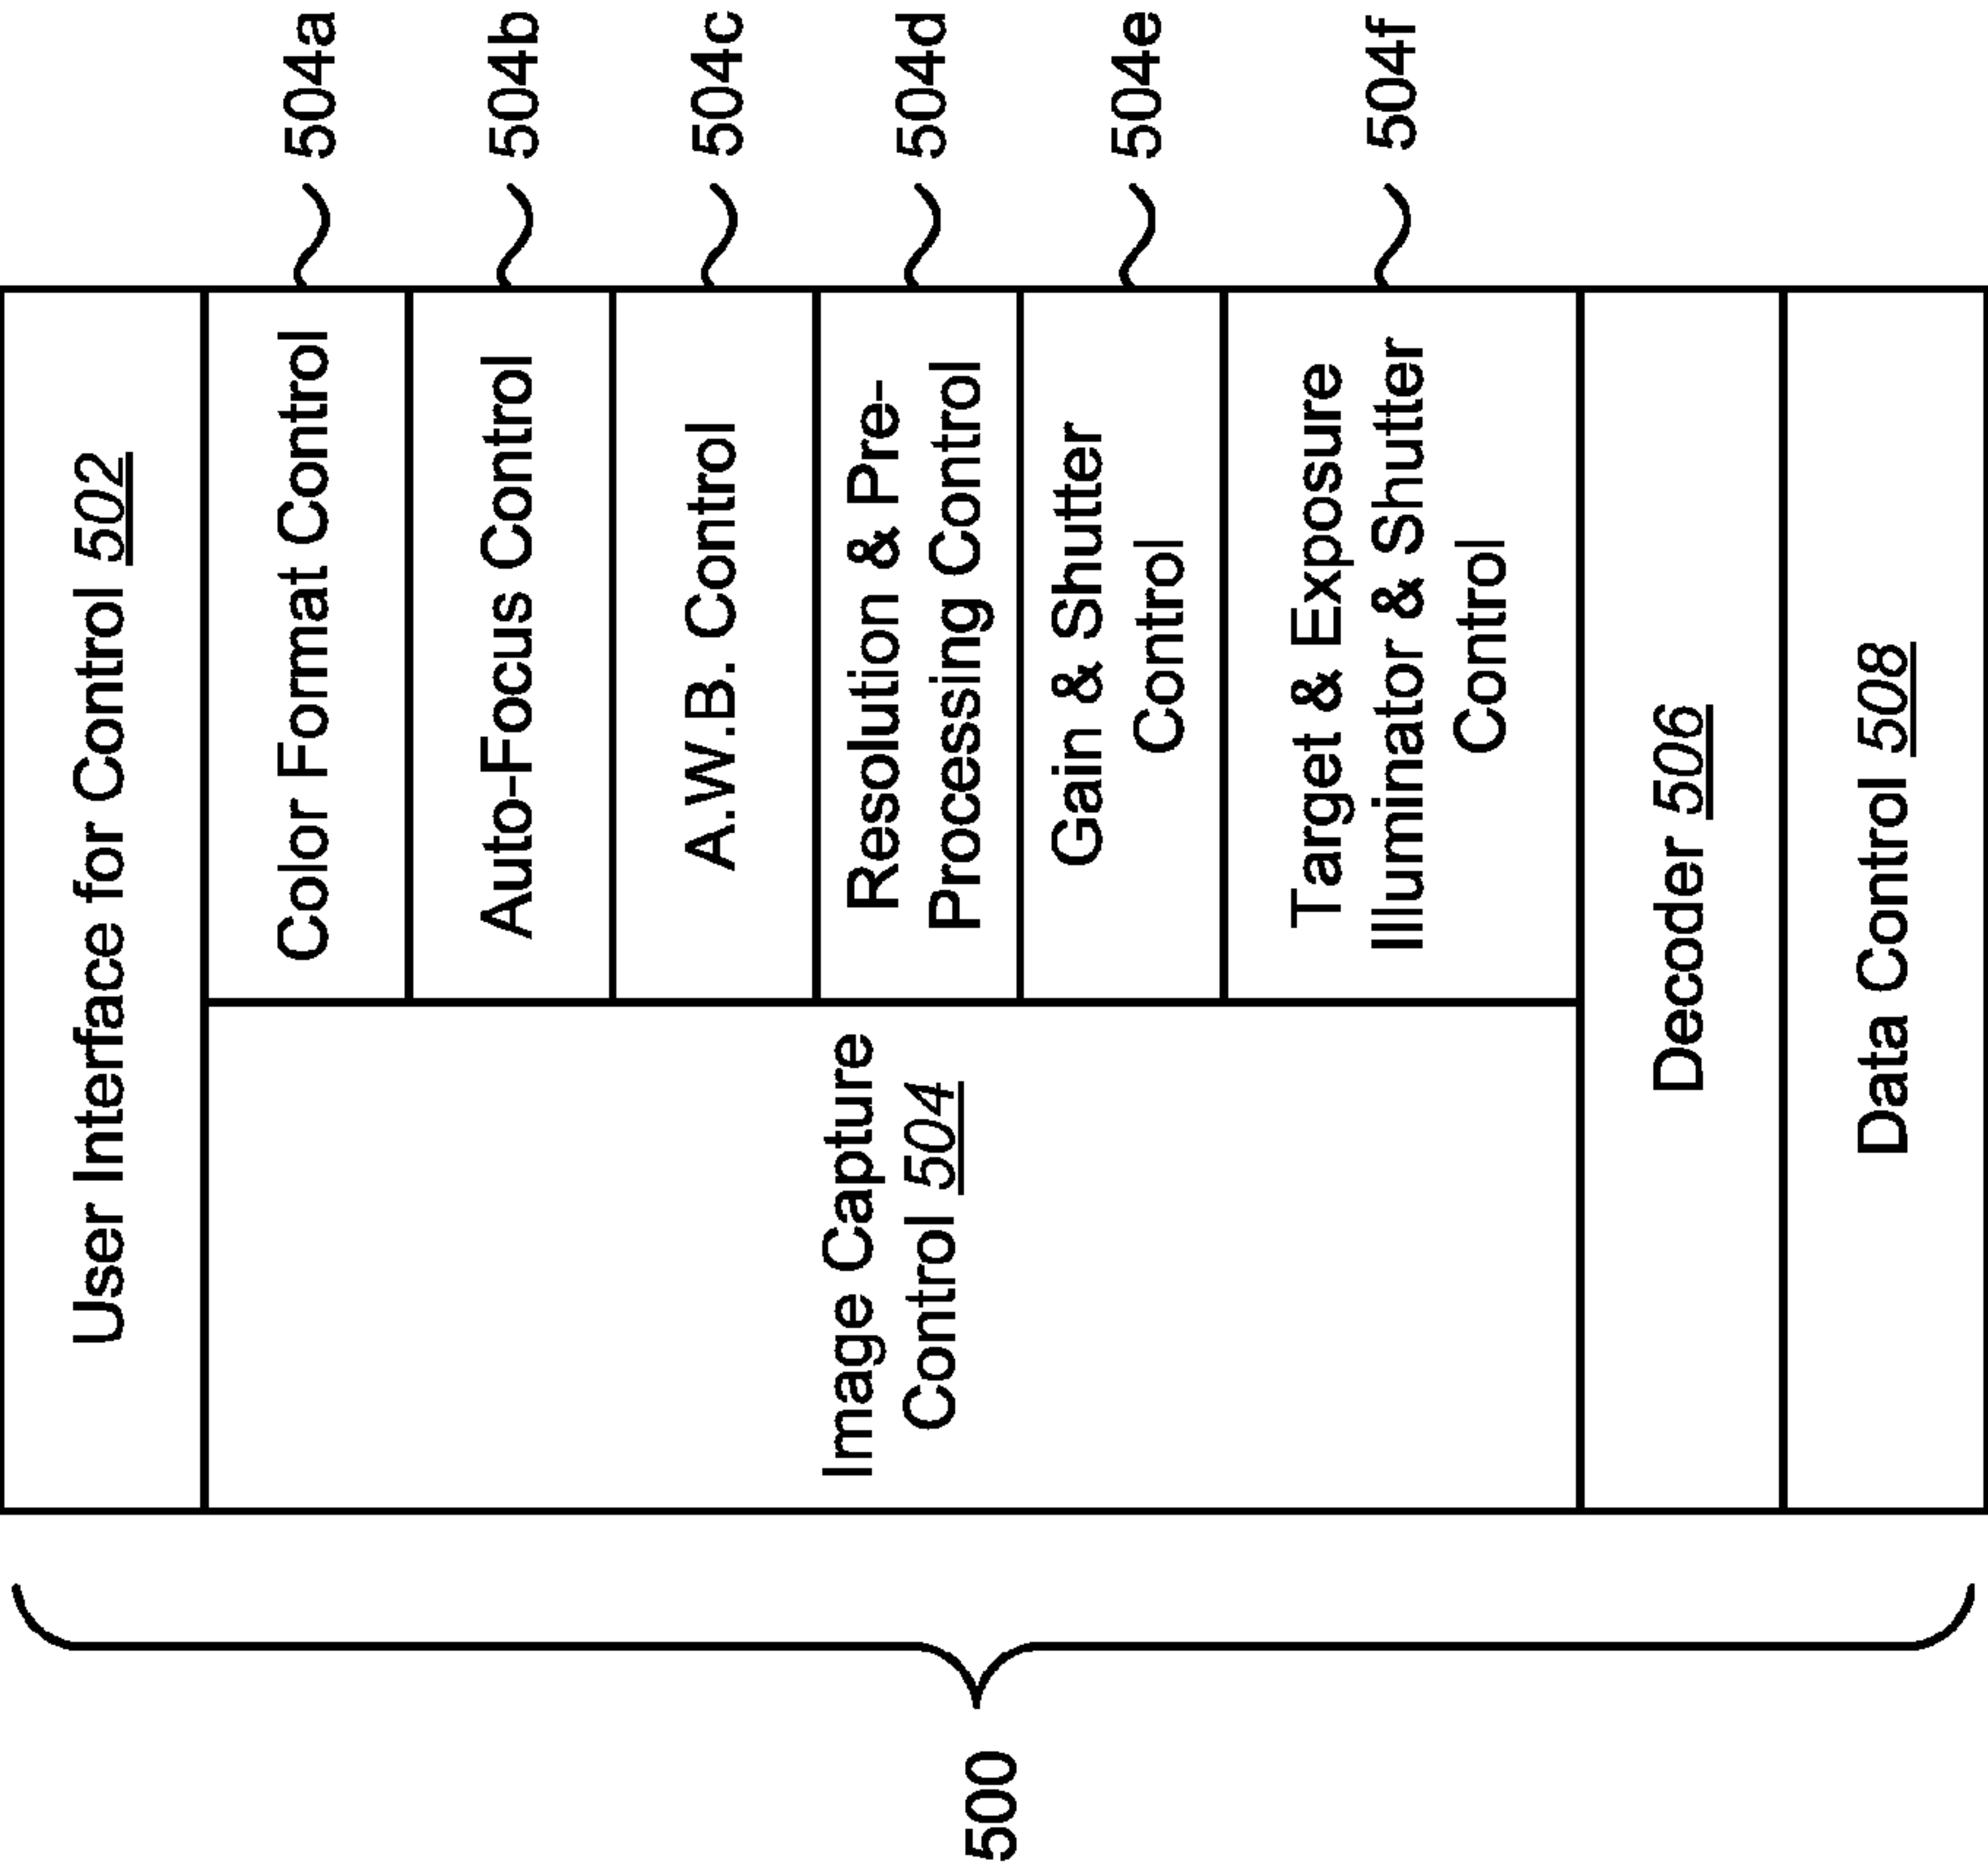 500
User Interface for Control 502
Image Capture
Control 504
Color Format Control
504a
Auto-Focus Control
504b
A.W.B. Control
504c
Resolution & Pre-
Processing Control
504d
Gain & Shutter
Control
504e
Target & Exposure
Illuminator & Shutter
Control
504f
Decoder 506
Data Control 508